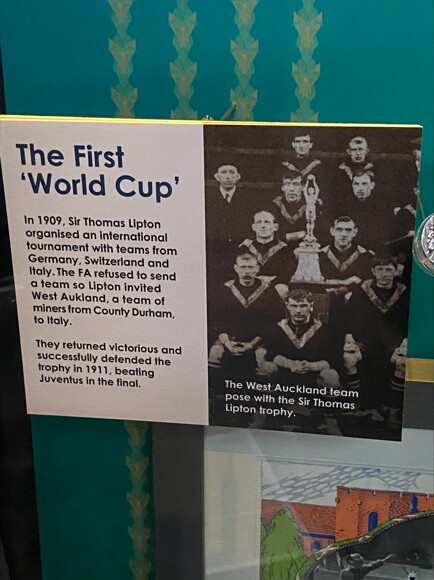 The First
'World Cup'
In 1909, Sir Thomas Lipton
organised an international
tournament with teams from
Germany, Switzerland and
Italy. The FA refused to send
a team so Lipton invited
West Aukland, a team of
miners from County Durham,
to Italy.
They returned victorious and
successfully defended the
trophy in 1911, beating
Juventus in the final.
The West Auckland team
pose with the Sir Thomas
Lipton trophy.